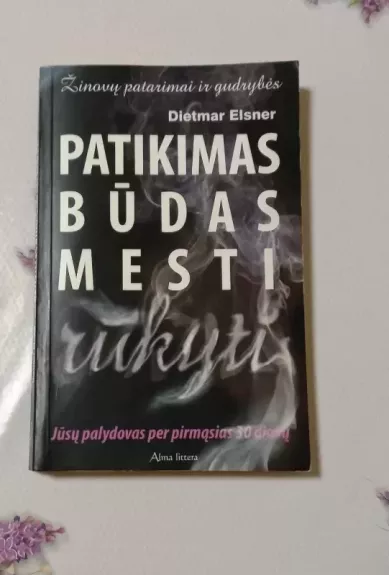 Žinovų patarimai ir gudrybės
Dietmar Elsner
PATIKIMAS
BŪDAS
MESTI
rūkyti
Jūsų palydovas per pirmąsias 30 dienų
Alma littera